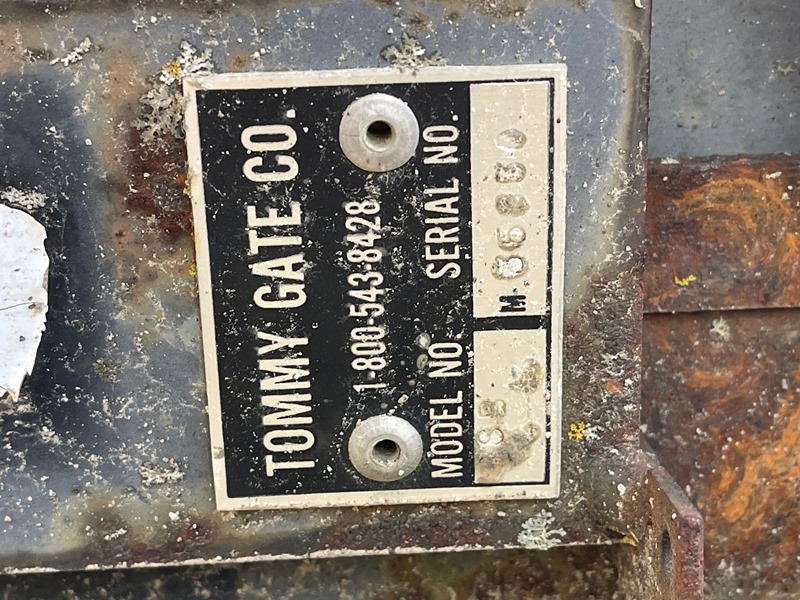 TOMMY GATE CO.
1-800-543-8428
MODEL NO. SERIAL NO.
M